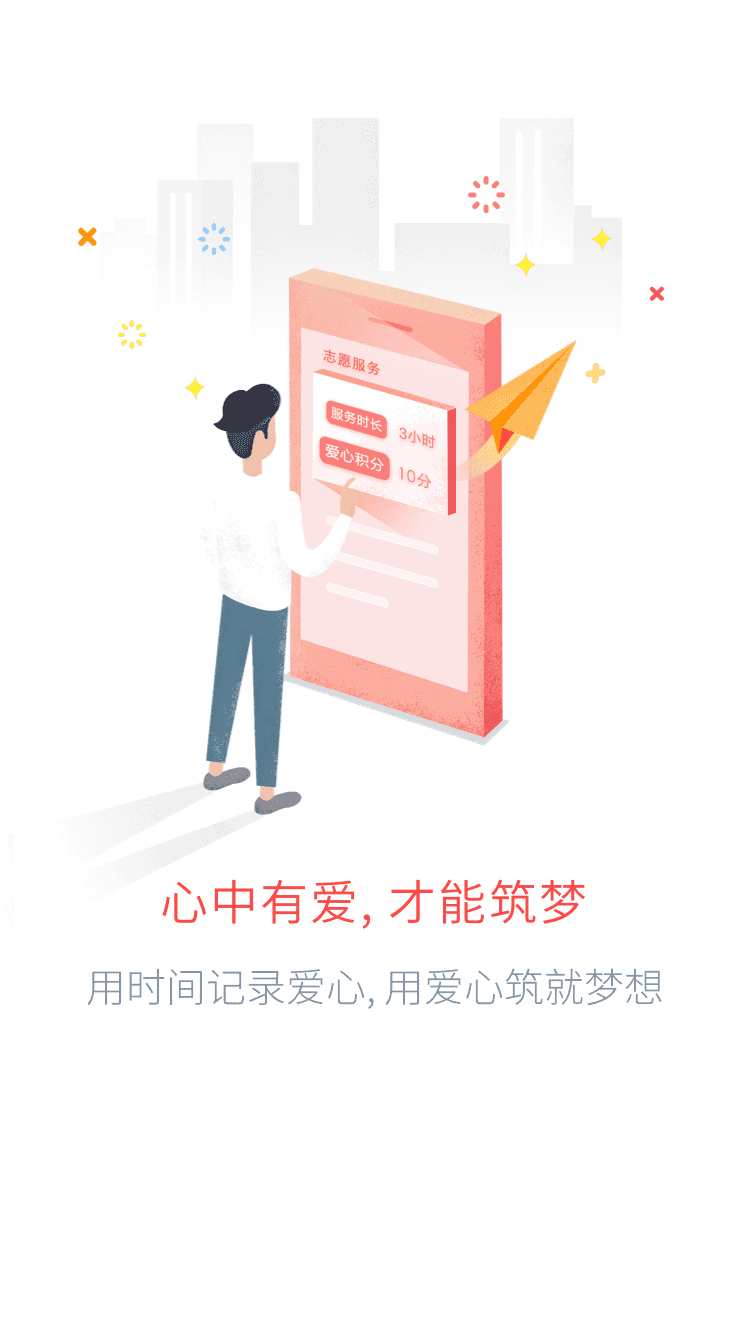 志愿服务
服务时长 3小时
爱心积分 10分
心中有爱, 才能筑梦
用时间记录爱心, 用爱心筑就梦想